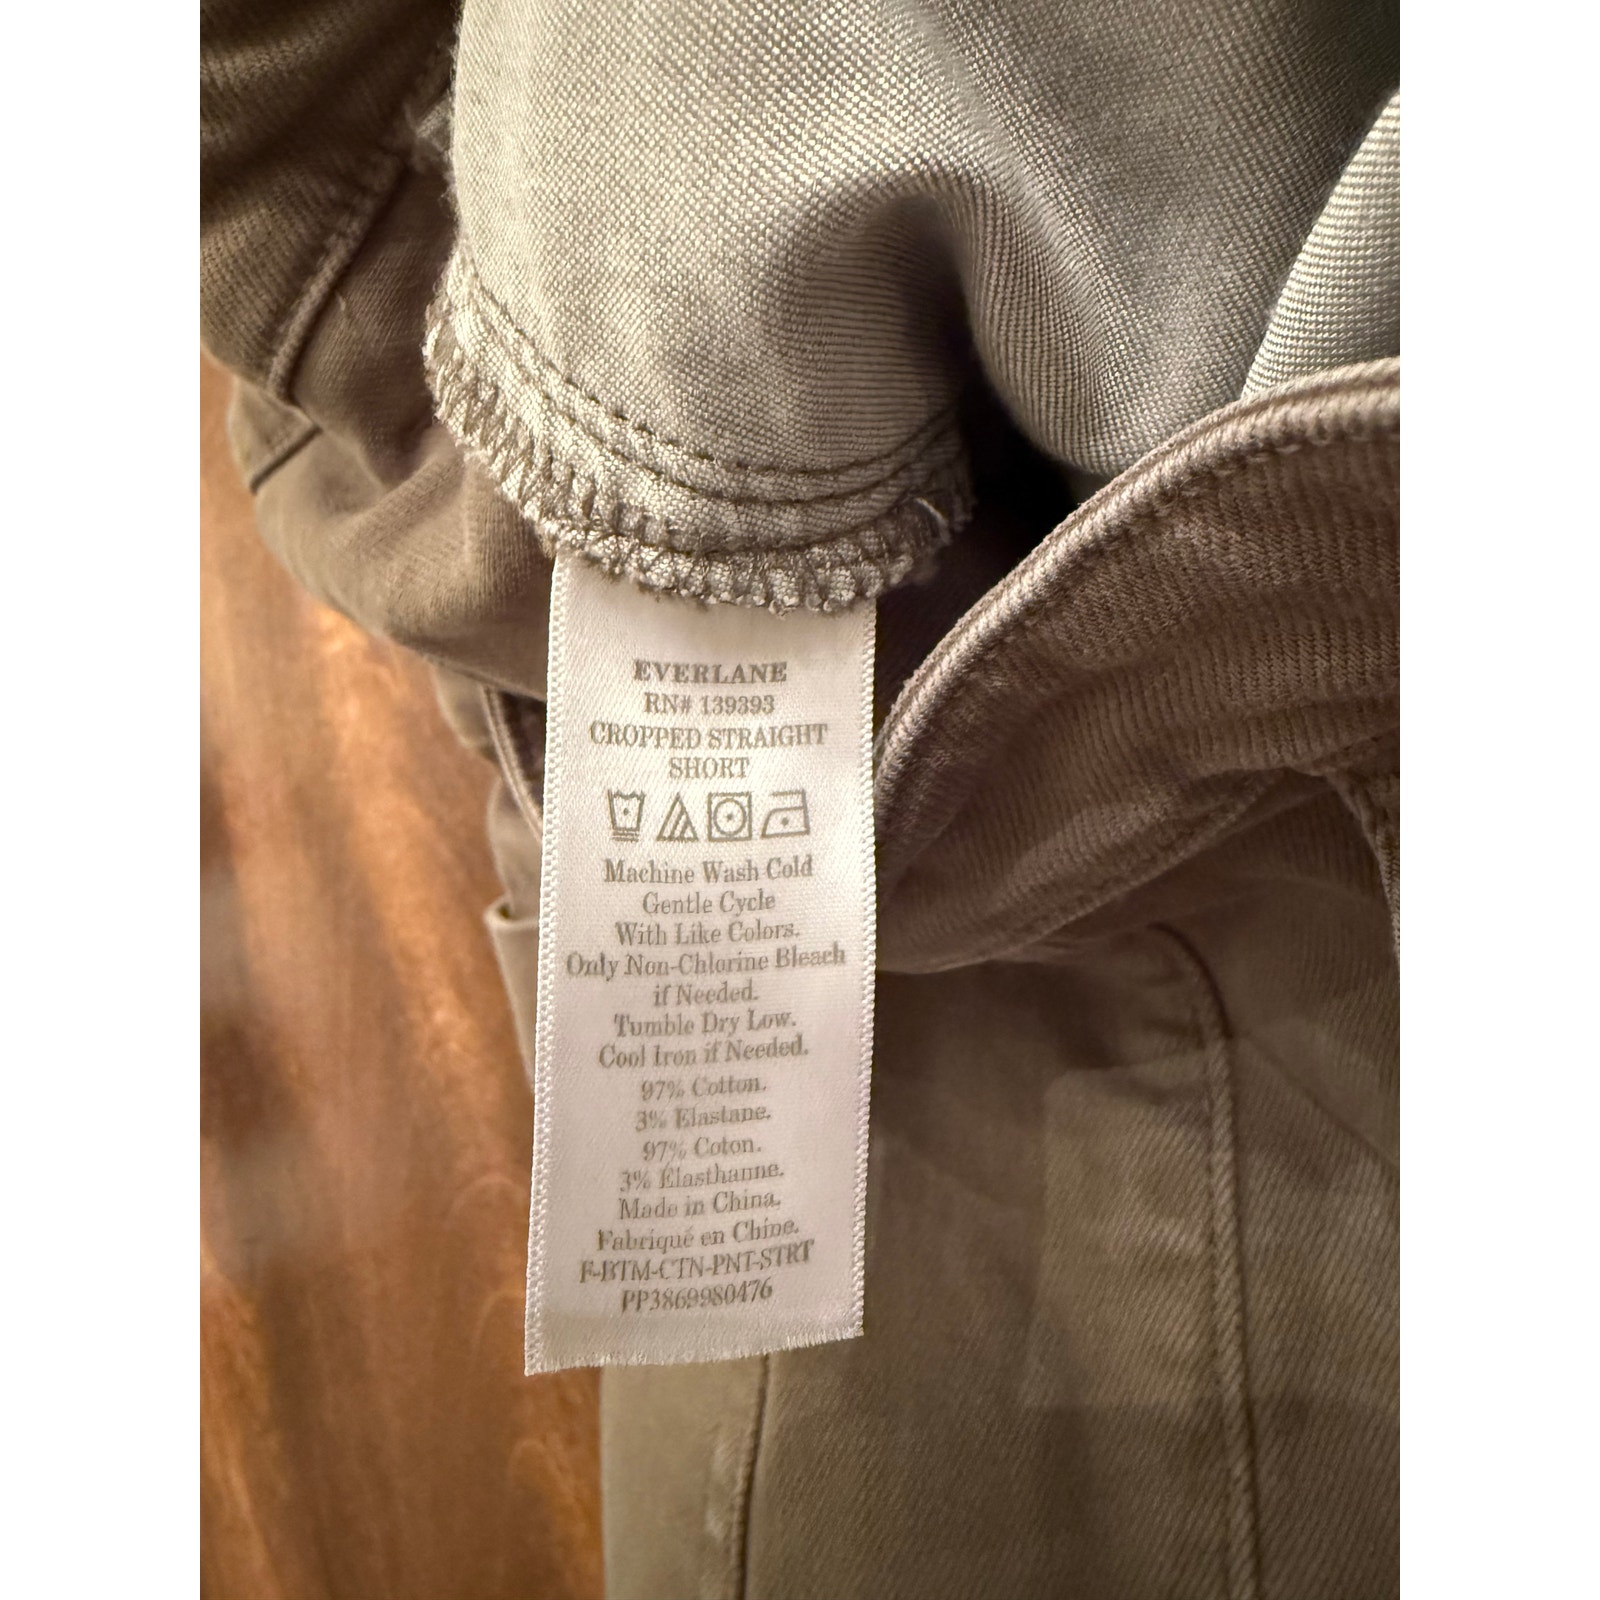 EVERLANE
RN# 139393
CROPPED STRAIGHT
SHORT
Machine Wash Cold
Gentle Cycle
With Like Colors.
Only Non-Chlorine Bleach
if Needed.
Tumble Dry Low.
Cool Iron if Needed.
97% Cotton.
3% Elastane.
97% Coton.
3% Élasthanne.
Made in China.
Fabriqué en Chine.
F-BTM-CTN-PNT-STRT
PP3869980476